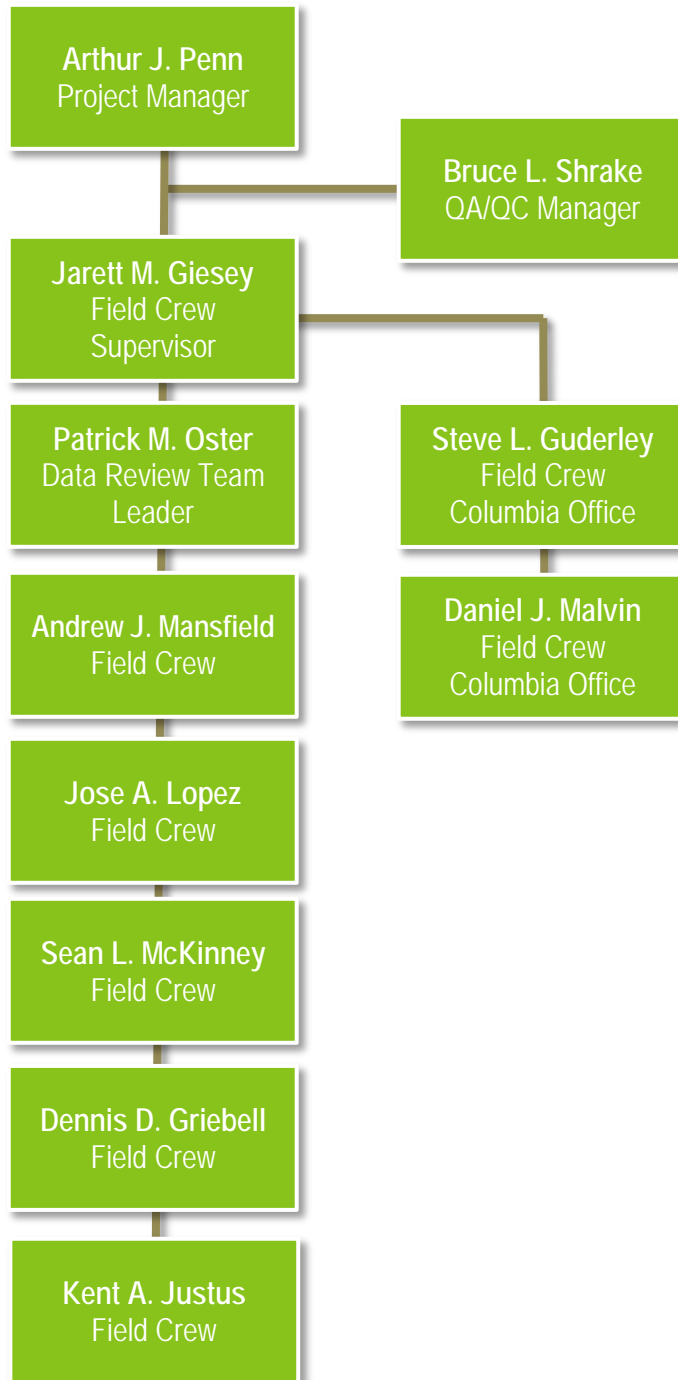 Arthur J. Penn
Project Manager
Bruce L. Shrake
QA/QC Manager
Jarett M. Giesey
Field Crew
Supervisor
Patrick M. Oster
Data Review Team
Leader
Steve L. Guderley
Field Crew
Columbia Office
Andrew J. Mansfield
Field Crew
Daniel J. Malvin
Field Crew
Columbia Office
Jose A. Lopez
Field Crew
Sean L. McKinney
Field Crew
Dennis D. Griebell
Field Crew
Kent A. Justus
Field Crew